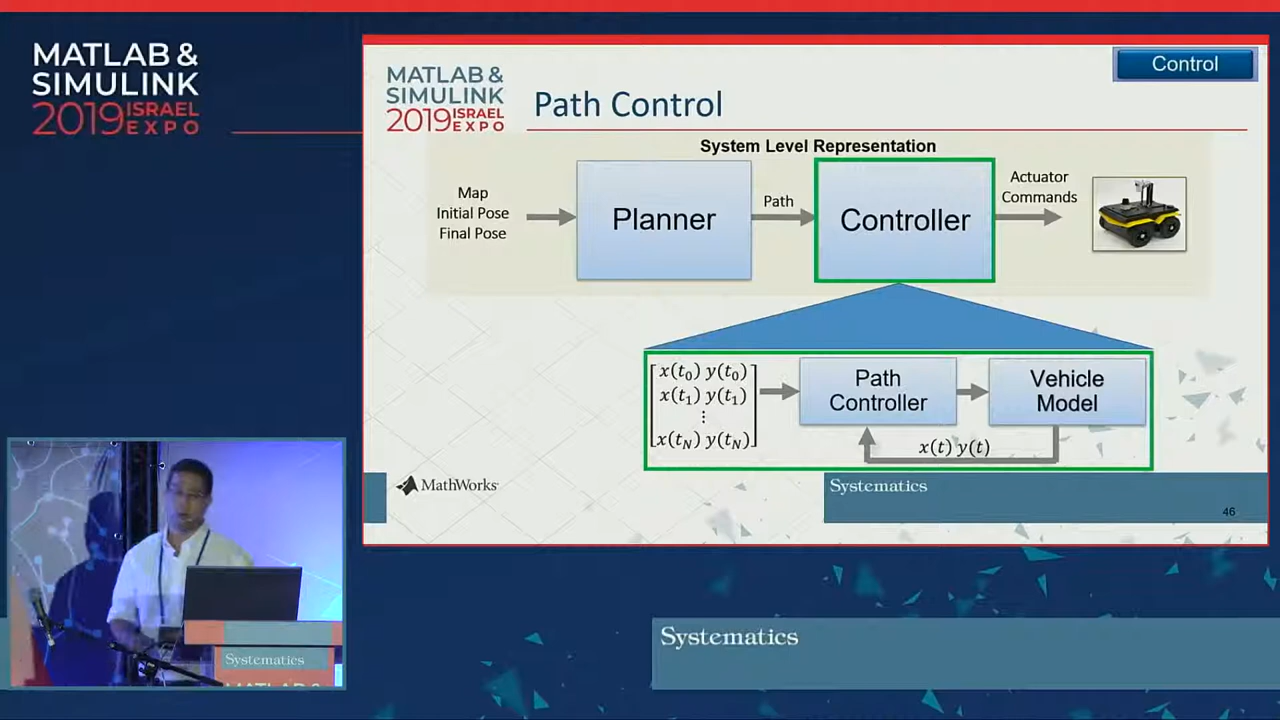 MATLAB &
SIMULINK
2019 ISRAEL
EXPO
MATLAB &
SIMULINK
2019 ISRAEL
EXPO
Path Control
Control
System Level Representation
Map
Initial Pose
Final Pose
Planner
Path
Controller
Actuator
Commands
x(t₀) y(t₀)
x(t₁) y(t₁)
⋮
x(t_N) y(t_N)
Path
Controller
Vehicle
Model
x(t) y(t)
MathWorks
Systematics
46
Systematics
Systematics
MATLAB &